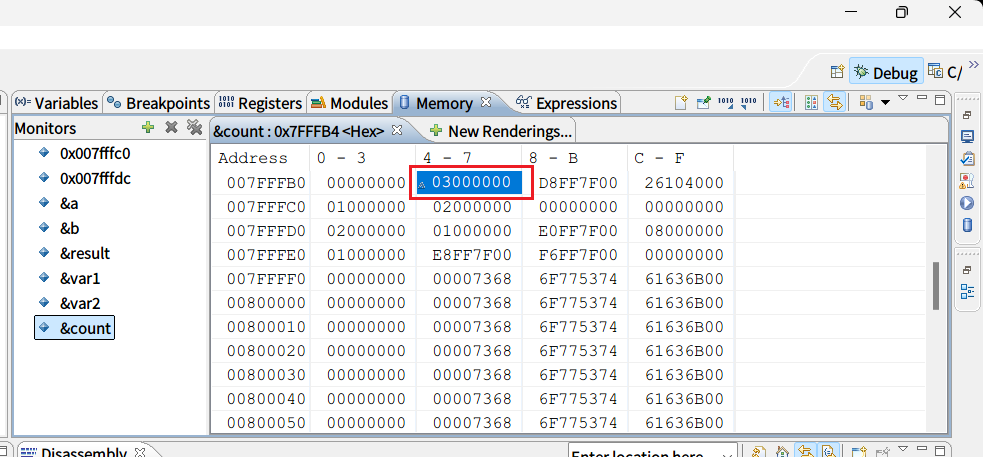 Debug C/
Variables Breakpoints Registers Modules Memory Expressions
Monitors
0x007fffc0
0x007fffdc
&a
&b
&result
&var1
&var2
&count
&count : 0x7FFFB4 <Hex> New Renderings...
Address 0 - 3 4 - 7 8 - B C - F
007FFFB0 00000000 03000000 D8FF7F00 26104000
007FFFC0 01000000 02000000 00000000 00000000
007FFFD0 02000000 01000000 E0FF7F00 08000000
007FFFE0 01000000 E8FF7F00 F6FF7F00 00000000
007FFFF0 00000000 00007368 6F775374 61636B00
00800000 00000000 00007368 6F775374 61636B00
00800010 00000000 00007368 6F775374 61636B00
00800020 00000000 00007368 6F775374 61636B00
00800030 00000000 00007368 6F775374 61636B00
00800040 00000000 00007368 6F775374 61636B00
00800050 00000000 00007368 6F775374 61636B00
Disassembly Enter location here